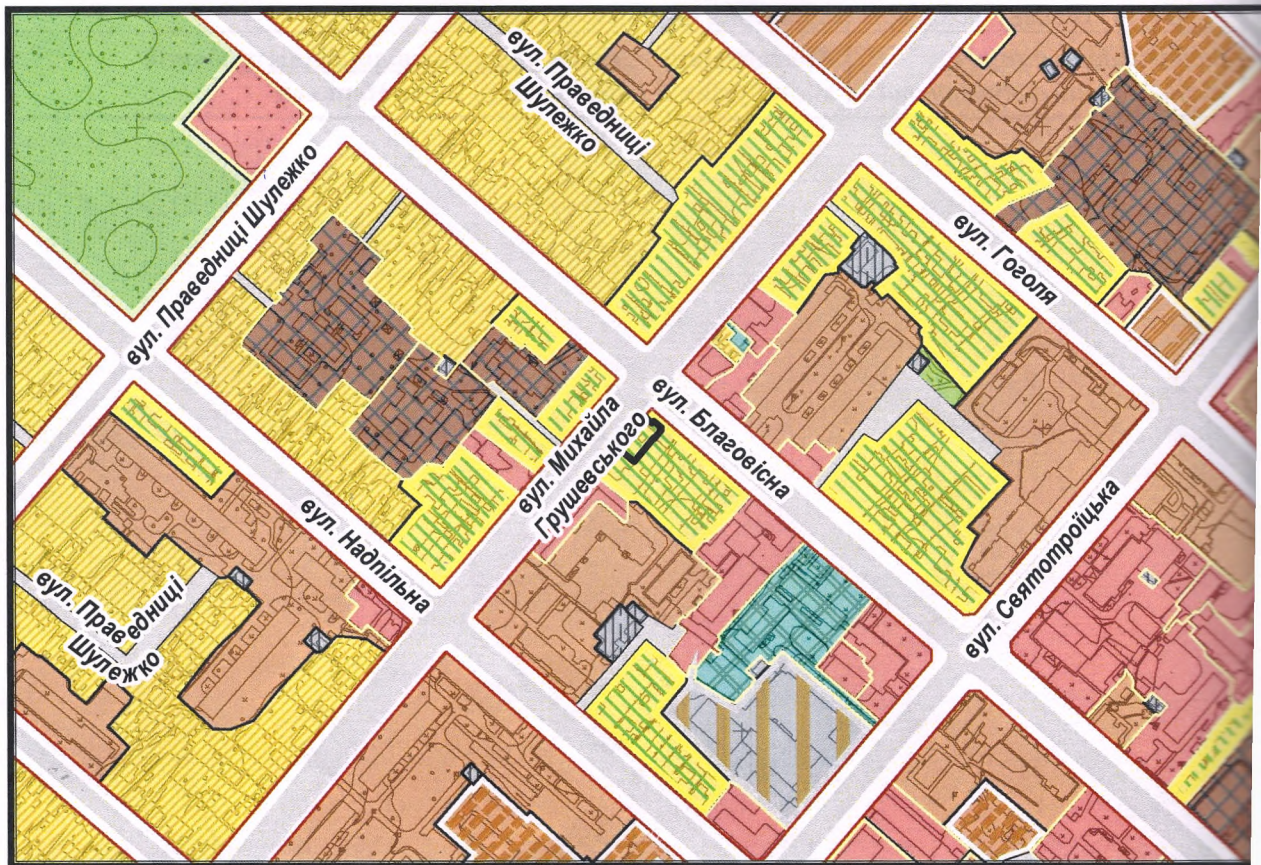 вул. Праведниці
Шулежко
вул. Праведниці Шулежко
вул. Гоголя
вул. Михайла
Грушевського
вул. Благовісна
вул. Надпільна
вул. Святотроїцька
вул. Праведниці
Шулежко